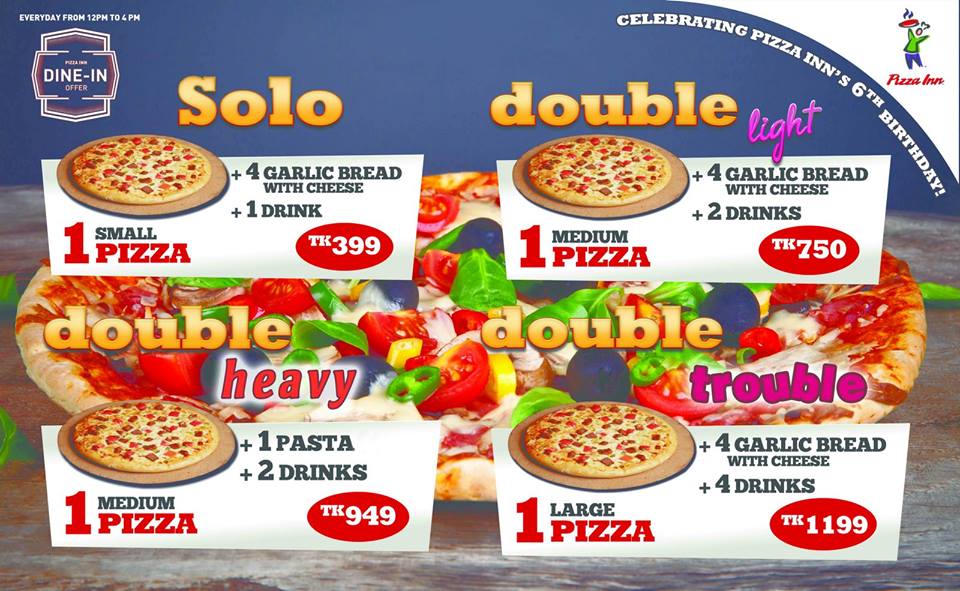 EVERYDAY FROM 12PM TO 4 PM
PIZZA INN
DINE-IN
OFFER
CELEBRATING PIZZA INN'S 6TH BIRTHDAY!
Pizza Inn
Solo
+ 4 GARLIC BREAD
WITH CHEESE
+ 1 DRINK
1 SMALL
PIZZA
TK399
double
light
+ 4 GARLIC BREAD
WITH CHEESE
+ 2 DRINKS
1 MEDIUM
PIZZA
TK750
double
heavy
+ 1 PASTA
+ 2 DRINKS
1 MEDIUM
PIZZA
TK949
double
trouble
+ 4 GARLIC BREAD
WITH CHEESE
+ 4 DRINKS
1 LARGE
PIZZA
TK1199